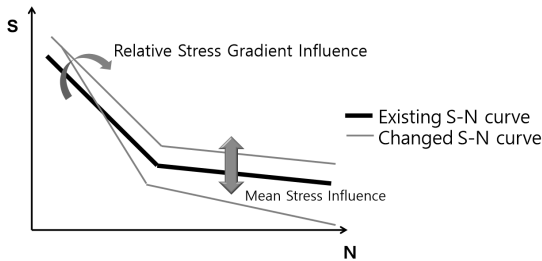 S
Relative Stress Gradient Influence
Existing S-N curve
Changed S-N curve
Mean Stress Influence
N